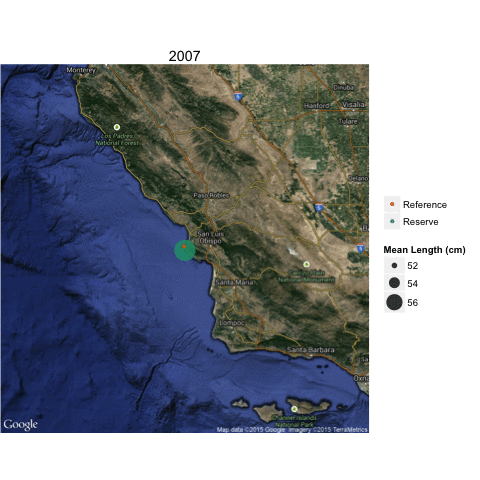 2007
Monterey
Dinuba
Hanford
Visalia
Tulare
Los Padres
National Forest
Delano
Paso Robles
San Luis
Obispo
Santa Maria
National Monument
Lompoc
Santa Barbara
Channel Islands
National Park
Google
Map data ©2015 Google Imagery ©2015 TerraMetrics
Reference
Reserve
Mean Length (cm)
52
54
56